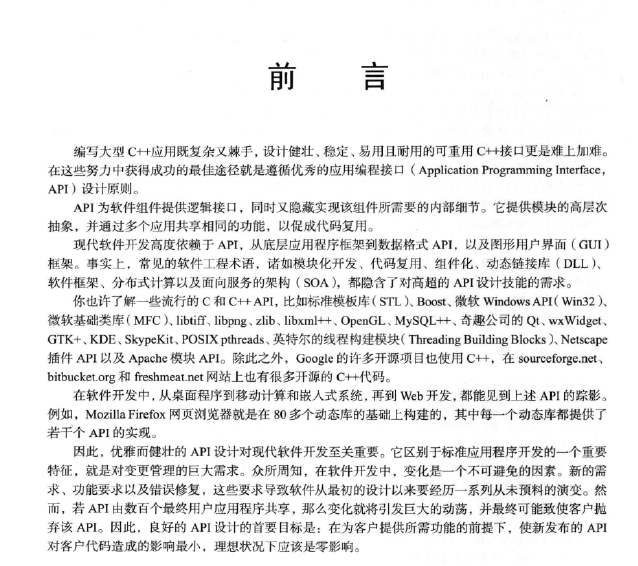 前 言
编写大型 C++应用既复杂又棘手，设计健壮、稳定、易用且耐用的可重用 C++接口更是难上加难。
在这些努力中获得成功的最佳途径就是遵循优秀的应用编程接口（Application Programming Interface，
API）设计原则。
API 为软件组件提供逻辑接口，同时又隐藏实现该组件所需要的内部细节。它提供模块的高层次
抽象，并通过多个应用共享相同的功能，以促成代码复用。
现代软件开发高度依赖于 API，从底层应用程序框架到数据格式 API，以及图形用户界面（GUI）
框架。事实上，常见的软件工程术语，诸如模块化开发、代码复用、组件化、动态链接库（DLL）、
软件框架、分布式计算以及面向服务的架构（SOA），都隐含了对高超的 API 设计技能的需求。
你也许了解一些流行的 C 和 C++ API，比如标准模板库（STL）、Boost、微软 Windows API（Win32）、
微软基础类库（MFC）、libtiff、libpng、zlib、libxml++、OpenGL、MySQL++、奇趣公司的 Qt、wxWidget、
GTK+、KDE、SkypeKit、POSIX pthreads、英特尔的线程构建模块（Threading Building Blocks）、Netscape
插件 API 以及 Apache 模块 API。除此之外，Google 的许多开源项目也使用 C++，在 sourceforge.net、
bitbucket.org 和 freshmeat.net 网站上也有很多开源的 C++代码。
在软件开发中，从桌面程序到移动计算和嵌入式系统，再到 Web 开发，都能见到上述 API 的踪影。
例如，Mozilla Firefox 网页浏览器就是在 80 多个动态库的基础上构建的，其中每一个动态库都提供了
若干个 API 的实现。
因此，优雅而健壮的 API 设计对现代软件开发至关重要。它区别于标准应用程序开发的一个重要
特征，就是对变更管理的巨大需求。众所周知，在软件开发中，变化是一个不可避免的因素。新的需
求、功能要求以及错误修复，这些要求导致软件从最初的设计以来要经历一系列从未预料的演变。然
而，若 API 由数百个最终用户应用程序共享，那么变化就将引发巨大的动荡，并最终可能致使客户抛
弃该 API。因此，良好的 API 设计的首要目标是：在为客户提供所需功能的前提下，使新发布的 API
对客户代码造成的影响最小，理想状况下应该是零影响。